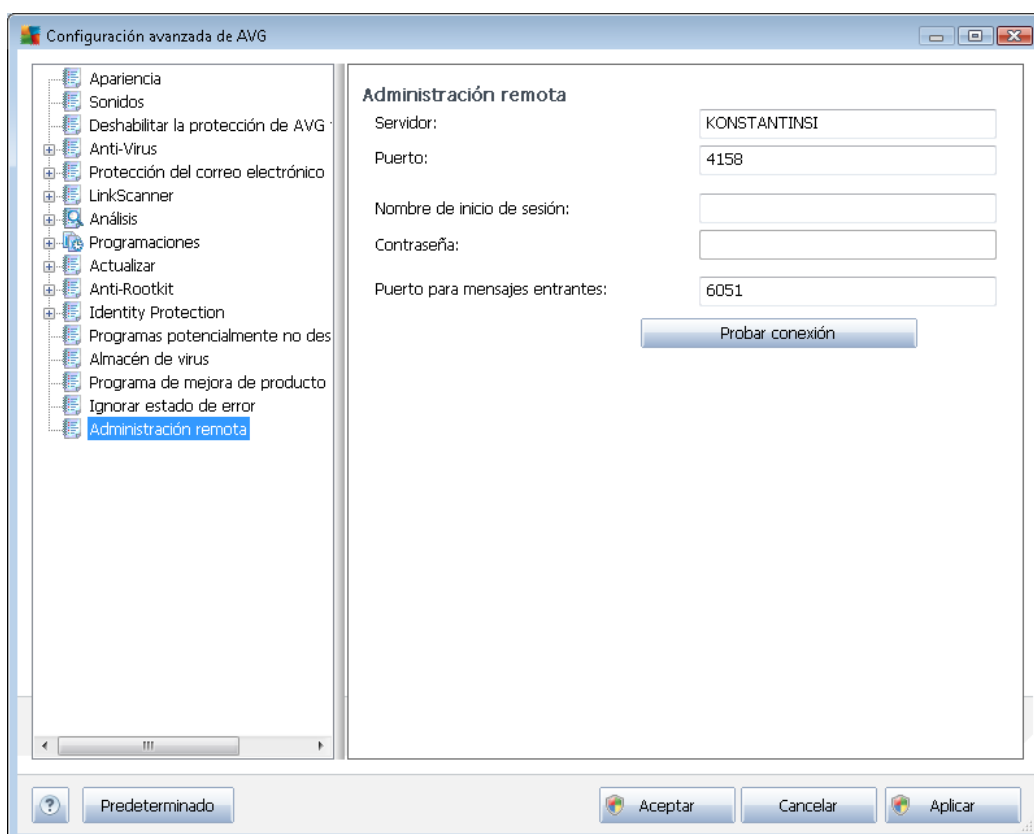 Configuración avanzada de AVG
Apariencia
Sonidos
Deshabilitar la protección de AVG
Anti-Virus
Protección del correo electrónico
LinkScanner
Análisis
Programaciones
Actualizar
Anti-Rootkit
Identity Protection
Programas potencialmente no des
Almacén de virus
Programa de mejora de producto
Ignorar estado de error
Administración remota
Administración remota
Servidor:
KONSTANTINSI
Puerto:
4158
Nombre de inicio de sesión:
Contraseña:
Puerto para mensajes entrantes:
6051
Probar conexión
?
Predeterminado
Aceptar
Cancelar
Aplicar